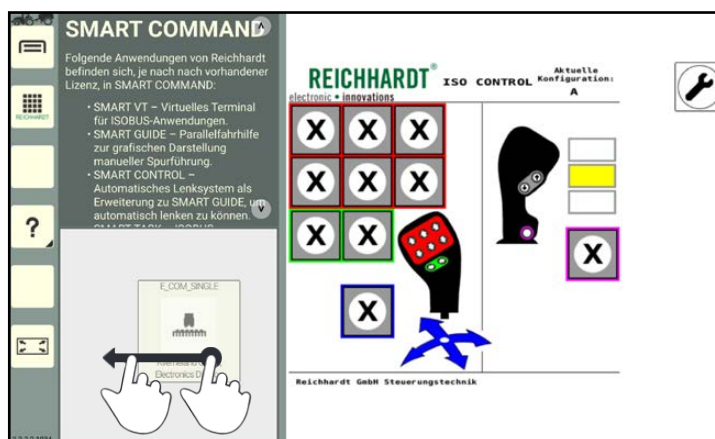 SMART COMMAND
Folgende Anwendungen von Reichhardt
befinden sich, je nach nach vorhandener
Lizenz, in SMART COMMAND:
• SMART VT – Virtuelles Terminal
für ISOBUS-Anwendungen.
• SMART GUIDE – Parallelfahrhilfe
zur grafischen Darstellung
manueller Spurführung.
• SMART CONTROL –
Automatisches Lenksystem als
Erweiterung zu SMART GUIDE, um
automatisch lenken zu können.
REICHHARDT
?
E_COM_SINGLE
Electronics
REICHHARDT®
electronic • innovations
ISO CONTROL
Aktuelle
Konfiguration:
A
X X X
X X X
X X
X
X
Reichhardt GmbH Steuerungstechnik